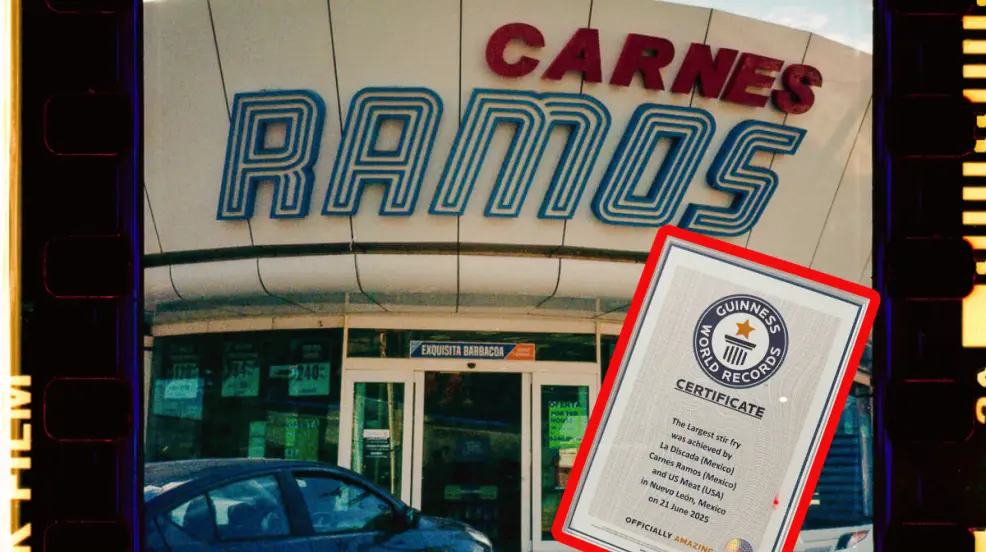 CARNES
RAMOS
EXQUISITA BARBACOA
OFERTA
GUINNESS
WORLD RECORDS
CERTIFICATE
The Largest stir fry
was achieved by
La Discada (Mexico)
Carnes Ramos (Mexico)
and US Meat (USA)
in Nuevo León, Mexico
on 21 June 2025
OFFICIALLY AMAZING